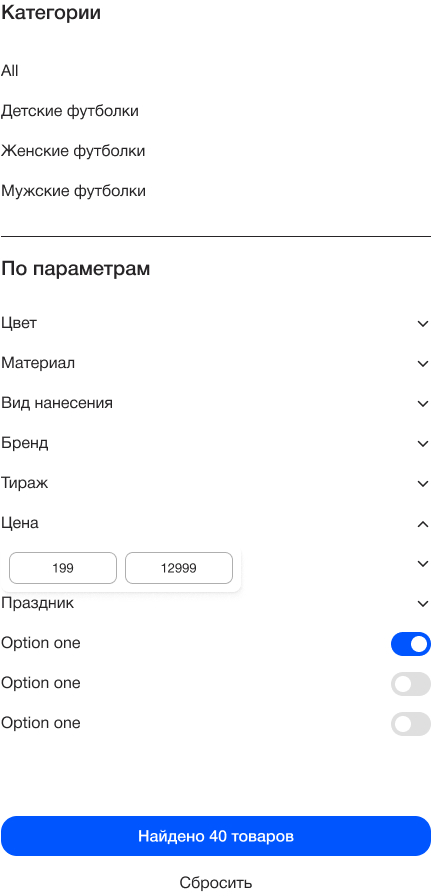 Категории
All
Детские футболки
Женские футболки
Мужские футболки
По параметрам
Цвет
Материал
Вид нанесения
Бренд
Тираж
Цена
199 12999
Праздник
Option one
Option one
Option one
Найдено 40 товаров
Сбросить